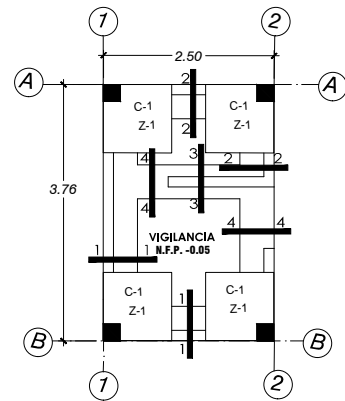 1 2
2.50
A A
2
C-1 C-1
Z-1 Z-1
2
4 3 2 2
3.76
4 3
4 4
VIGILANCIA
N.F.P. -0.05
1 1
C-1 C-1
1
Z-1 Z-1
B B
1
1 2